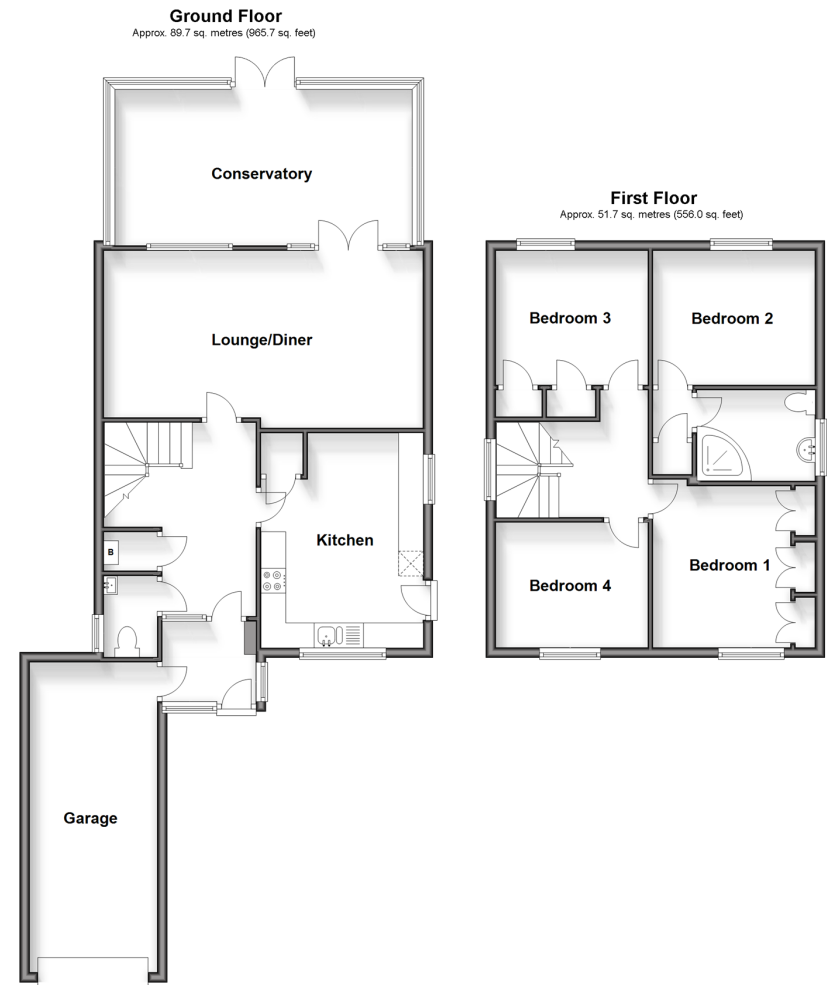 Ground Floor
Approx. 89.7 sq. metres (965.7 sq. feet)
Conservatory
Lounge/Diner
Kitchen
B
Garage
First Floor
Approx. 51.7 sq. metres (556.0 sq. feet)
Bedroom 3
Bedroom 2
Bedroom 1
Bedroom 4